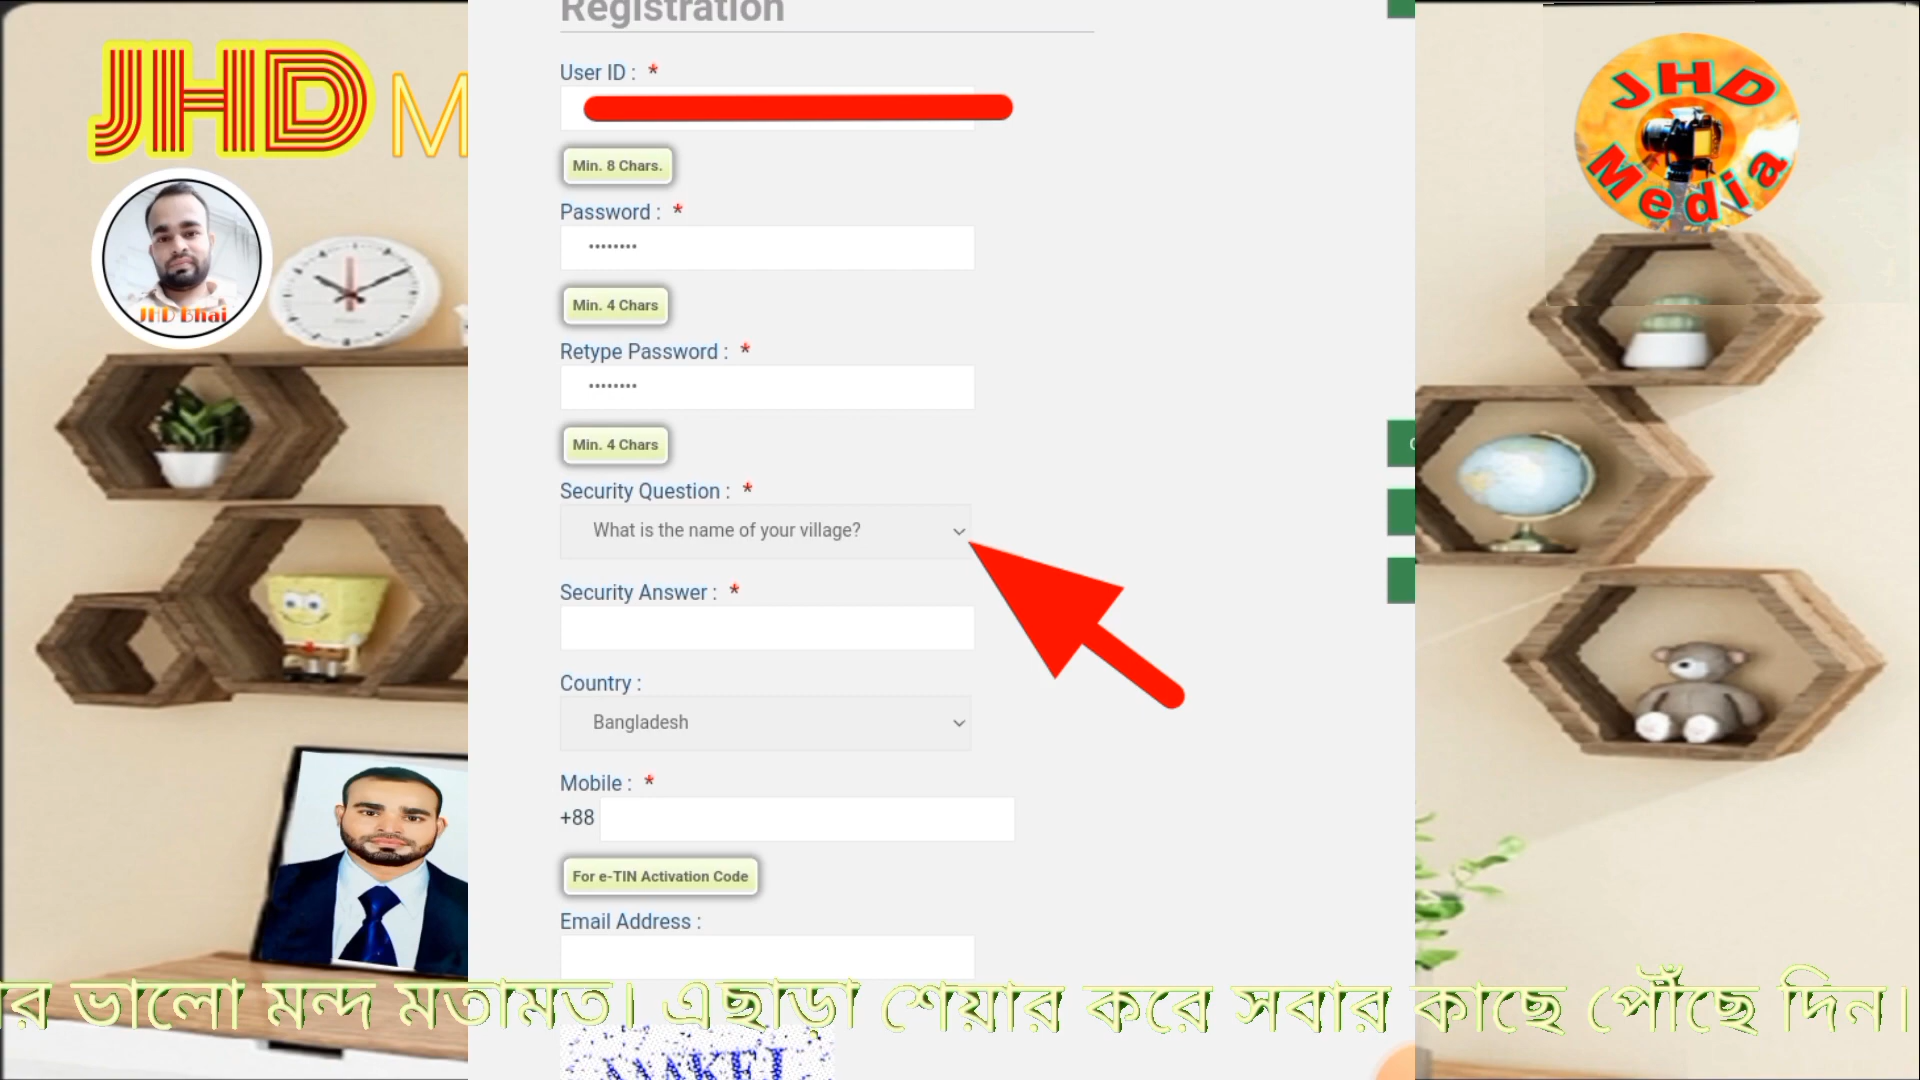 Registration
JHD M
JHD Media
User ID : *
Min. 8 Chars.
Password : *
••••••••
Min. 4 Chars
JHD Bhai
Retype Password : *
••••••••
Min. 4 Chars
Security Question : *
What is the name of your village?
Security Answer : *
Country :
Bangladesh
Mobile : *
+88
For e-TIN Activation Code
Email Address :
র ভালো মন্দ মতামত। এছাড়া শেয়ার করে সবার কাছে পৌঁছে দিন।